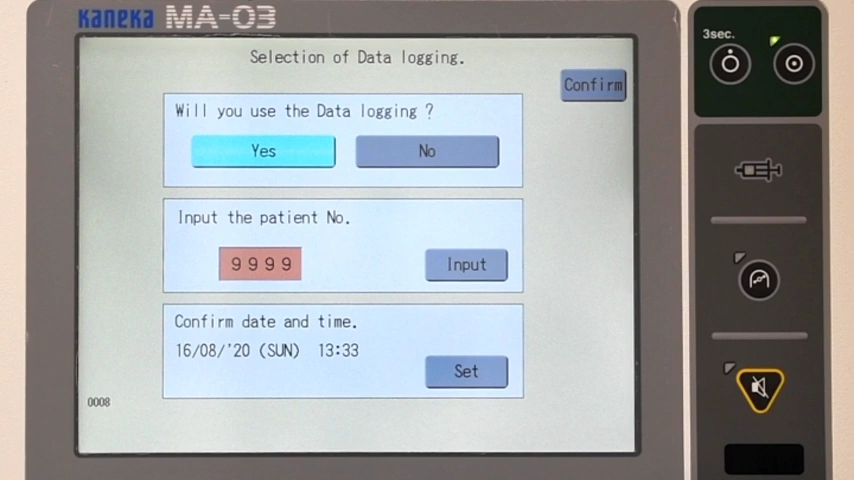 Kaneka MA-03
3sec.
Selection of Data logging.
Confirm
Will you use the Data logging ?
Yes No
Input the patient No.
9999 Input
Confirm date and time.
16/08/'20 (SUN) 13:33
Set
0008